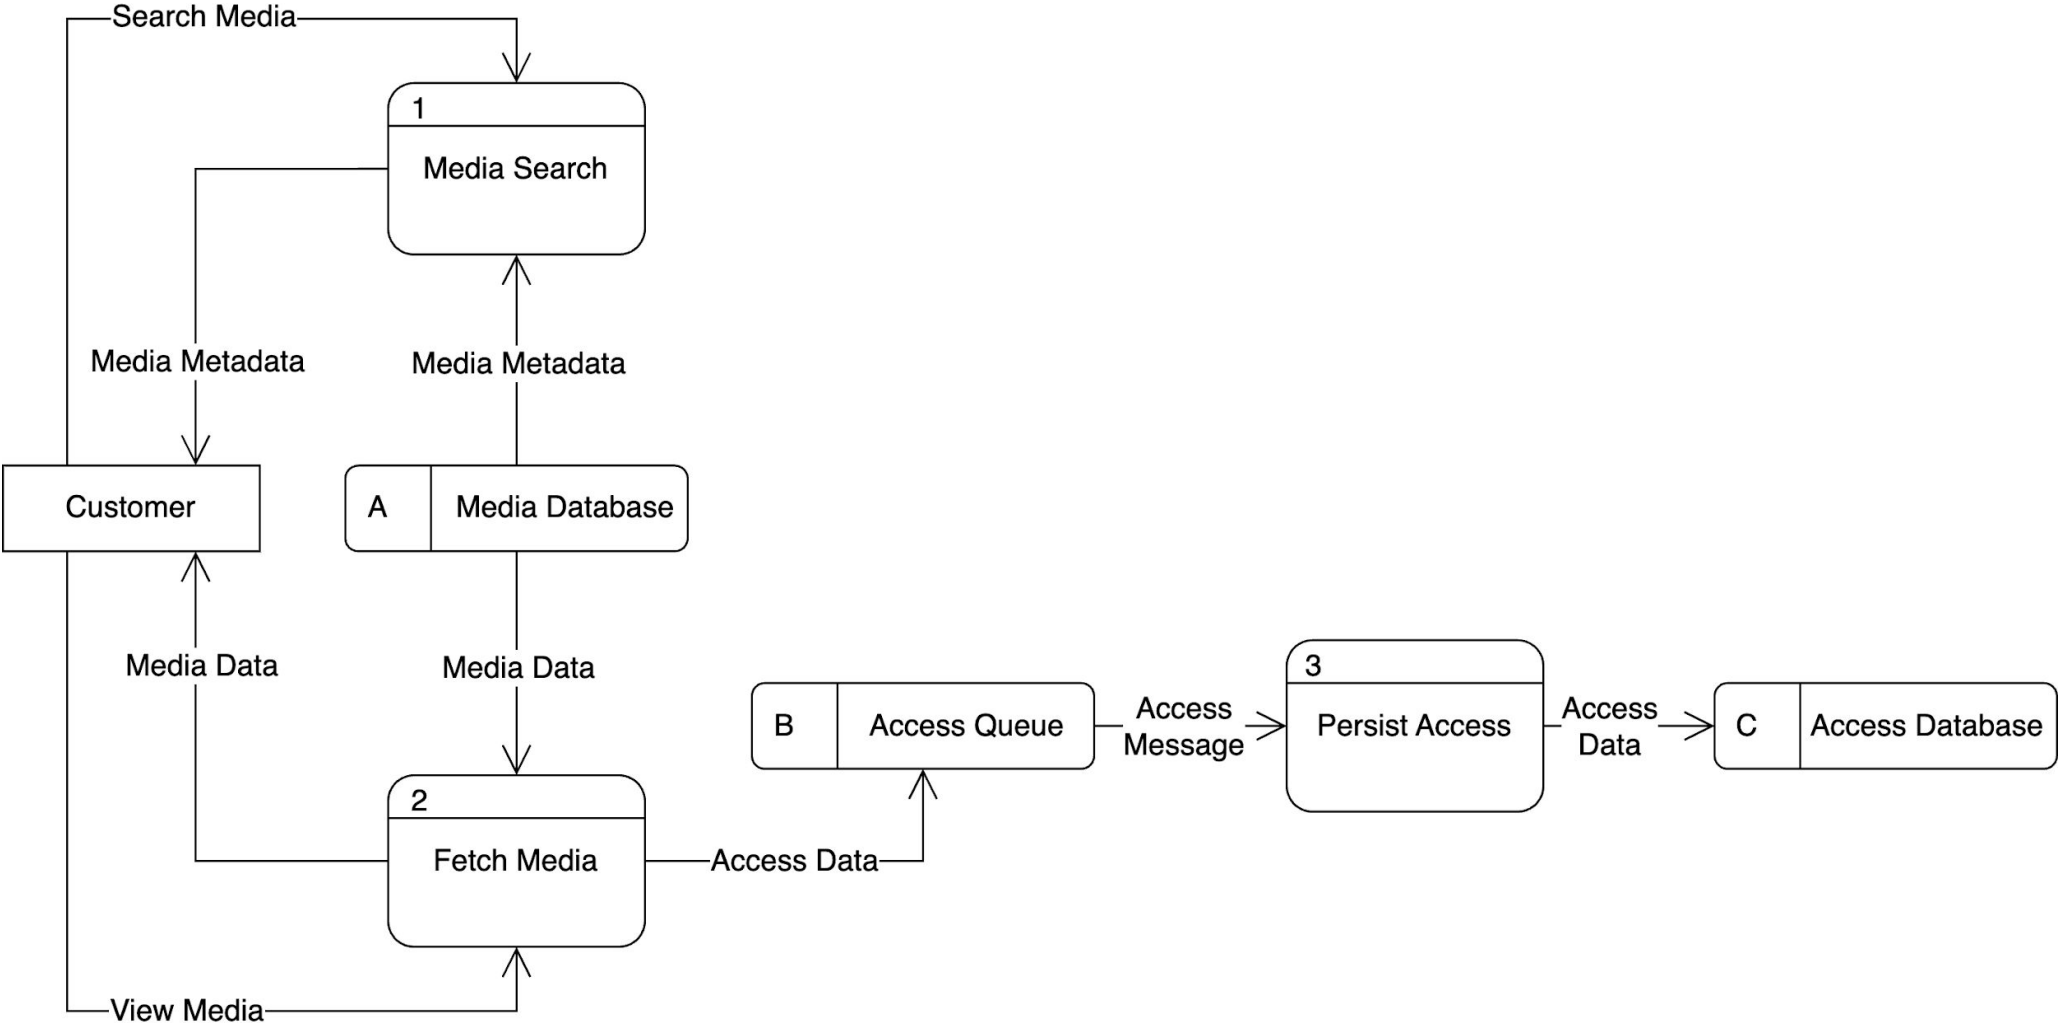 Search Media
1
Media Search
Media Metadata
Media Metadata
Customer
A
Media Database
Media Data
Media Data
2
Fetch Media
Access Data
View Media
B
Access Queue
Access
Message
3
Persist Access
Access
Data
C
Access Database